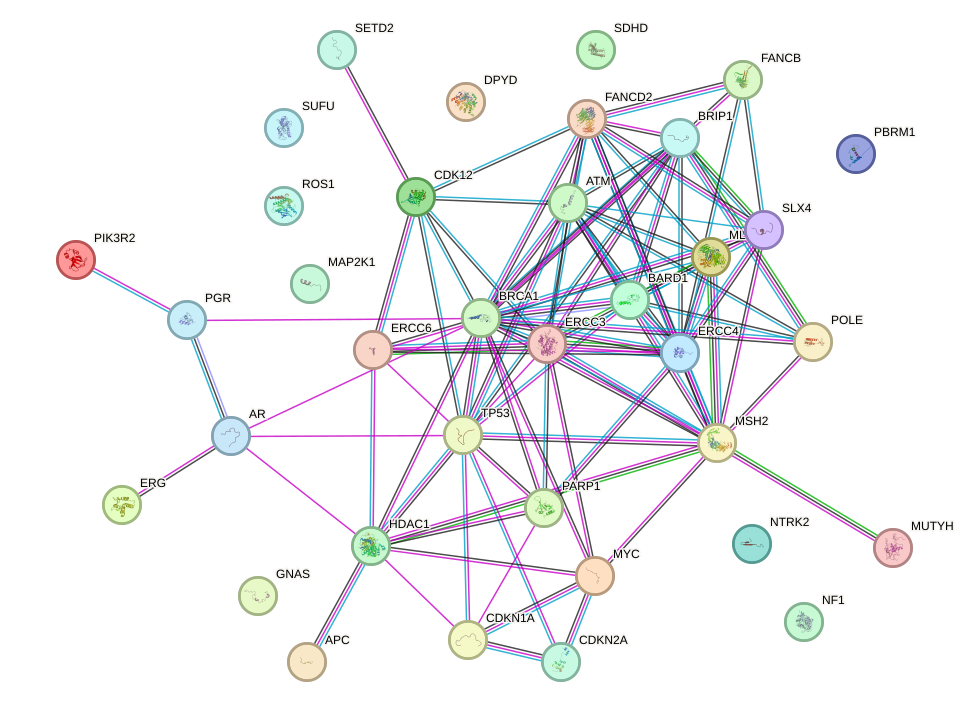 SETD2
SDHD
FANCB
DPYD
FANCD2
SUFU
BRIP1
PBRM1
CDK12
ATM
ROS1
SLX4
PIK3R2
ML
MAP2K1
BARD1
PGR
BRCA1
ERCC3
ERCC6
ERCC4
POLE
AR
TP53
MSH2
ERG
PARP1
HDAC1
NTRK2
MUTYH
MYC
GNAS
NF1
CDKN1A
APC
CDKN2A